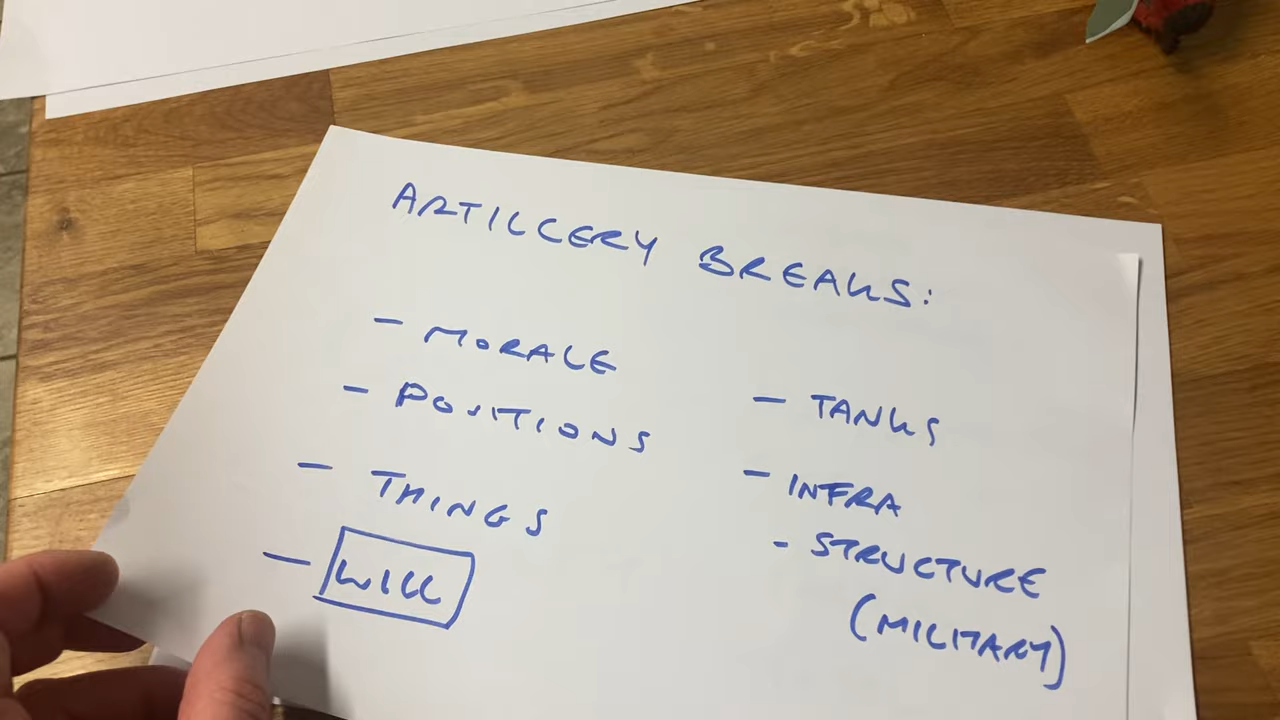 ARTILLERY BREAKS:
- MORALE
- POSITIONS
- THINGS
- WILL
- TANKS
- INFRA
- STRUCTURE
(MILITARY)